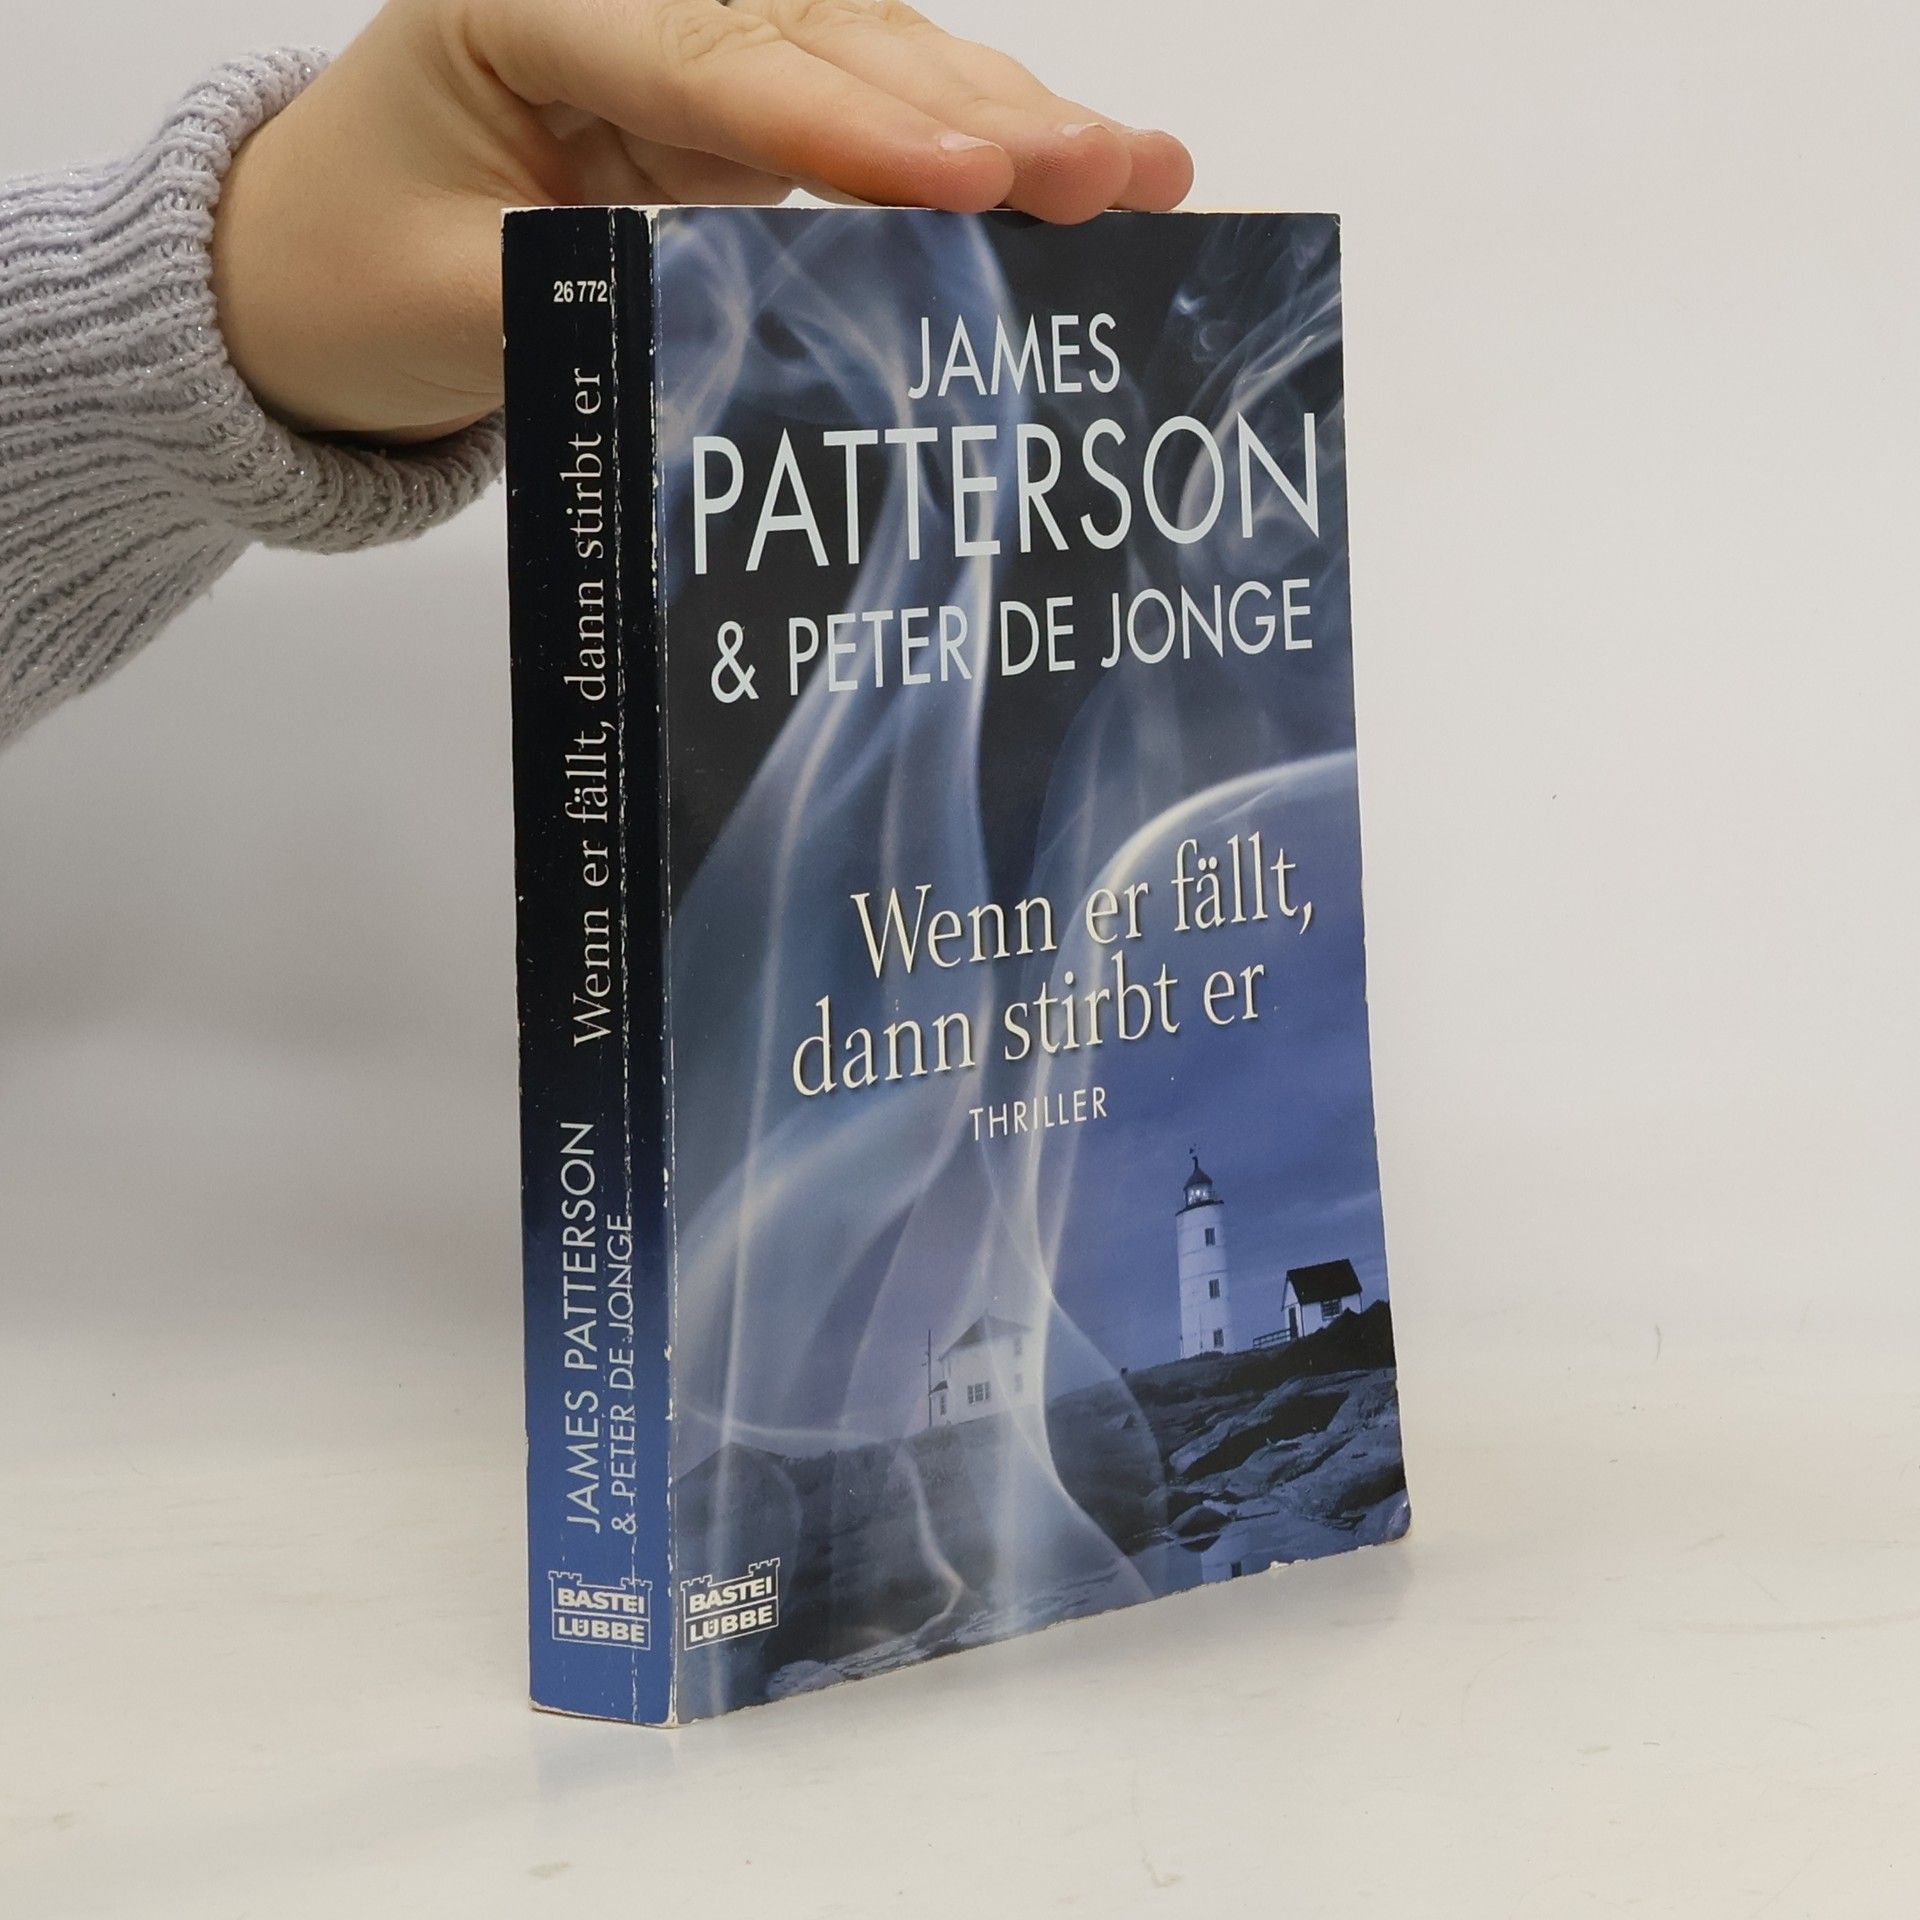 26 772
Wenn er fällt, dann stirbt er
JAMES PATTERSON
& PETER DE JONGE
BASTEI
LÜBBE
JAMES
PATTERSON
& PETER DE JONGE
Wenn er fällt,
dann stirbt er
THRILLER
BASTEI
LÜBBE